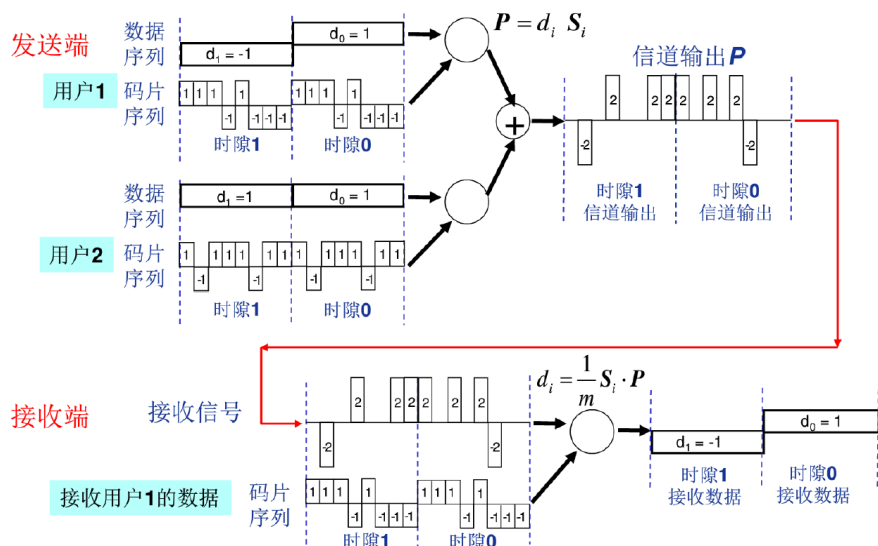 发送端
用户1
数据
序列
d₁ = -1
d₀ = 1
码片
序列
1 1 1 -1 1 -1 -1 -1
1 1 1 -1 1 -1 -1 -1
时隙1
时隙0
P = dᵢ Sᵢ
+
信道输出P
-2 2 2 2 2 2 2 -2
时隙1
信道输出
时隙0
信道输出
用户2
数据
序列
d₁ =1
d₀ = 1
码片
序列
1 -1 1 1 1 -1 1 1
1 -1 1 1 1 -1 1 1
时隙1
时隙0
接收端
接收信号
-2 2 2 2 2 2 2 -2
dᵢ = 1/m Sᵢ · P
d₁ = -1
d₀ = 1
时隙1
接收数据
时隙0
接收数据
接收用户1的数据
码片
序列
1 1 1 -1 1 -1 -1 -1
1 1 1 -1 1 -1 -1 -1
时隙1
时隙0